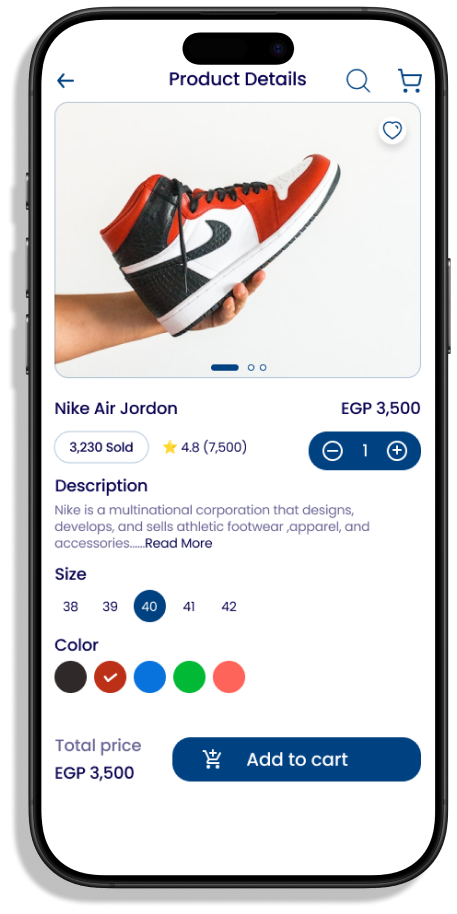 Product Details
Nike Air Jordon
EGP 3,500
3,230 Sold
4.8 (7,500)
1
Description
Nike is a multinational corporation that designs,
develops, and sells athletic footwear ,apparel, and
accessories......Read More
Size
38 39 40 41 42
Color
Total price
EGP 3,500
Add to cart